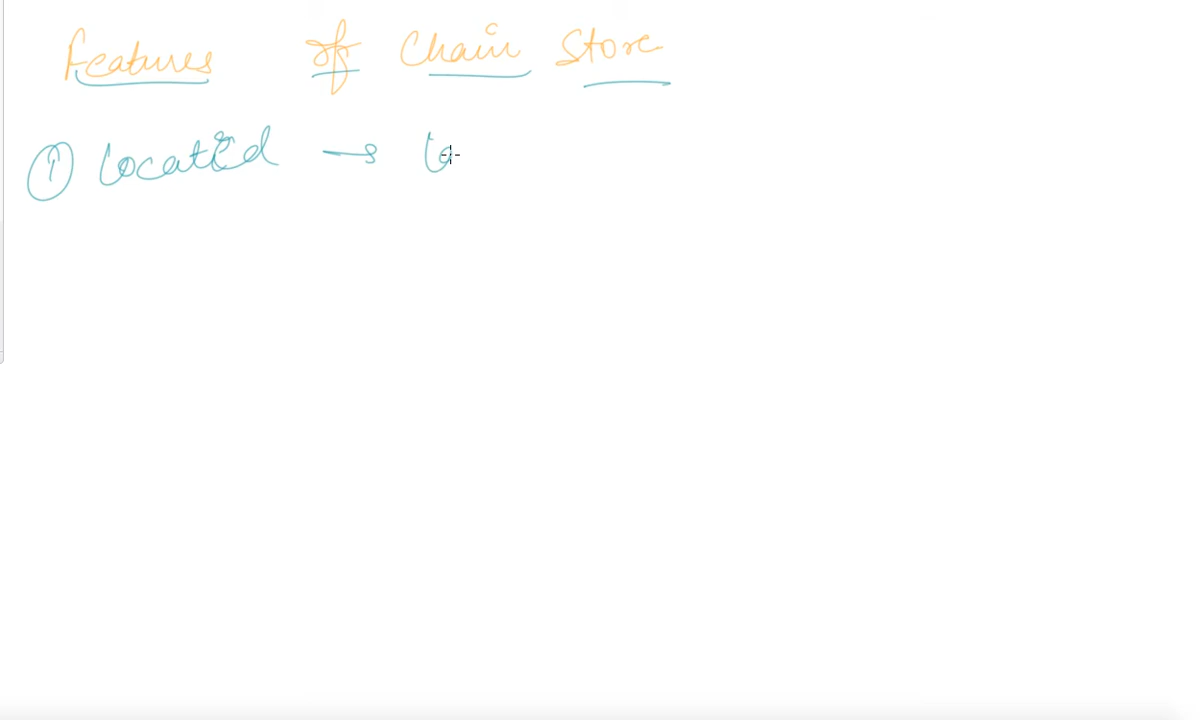 Features of Chain Store
① Located →